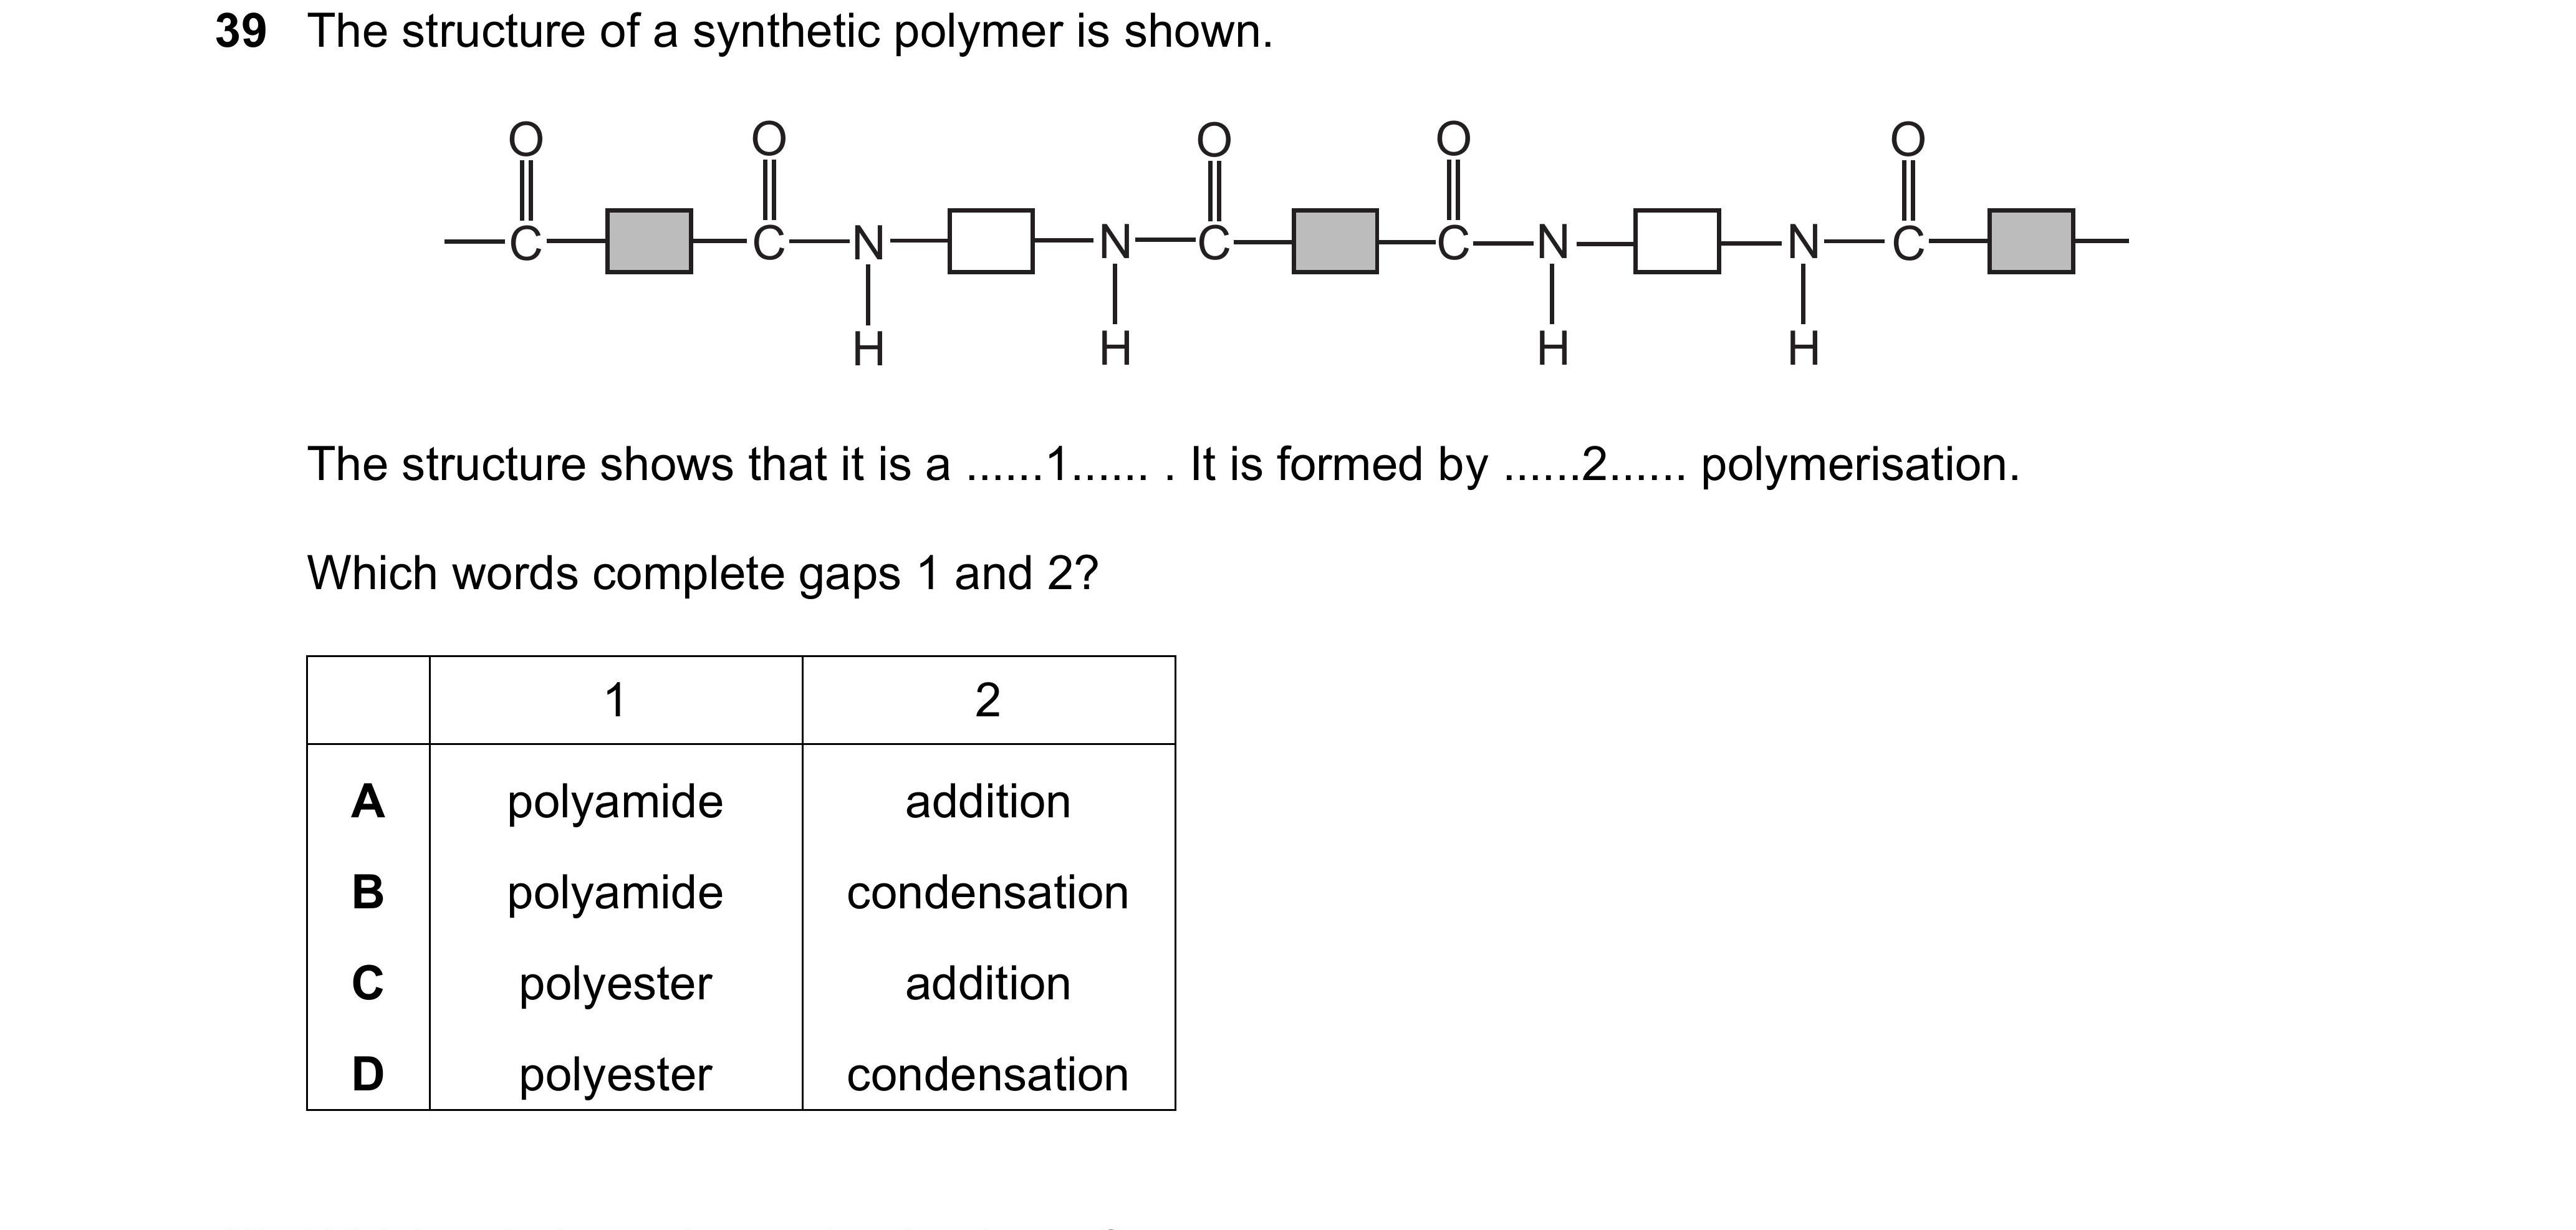 39 The structure of a synthetic polymer is shown.
O O O O O
C C N N C C N N C
H H H H
The structure shows that it is a ......1...... . It is formed by ......2...... polymerisation.
Which words complete gaps 1 and 2?
1 2
A polyamide addition
B polyamide condensation
C polyester addition
D polyester condensation